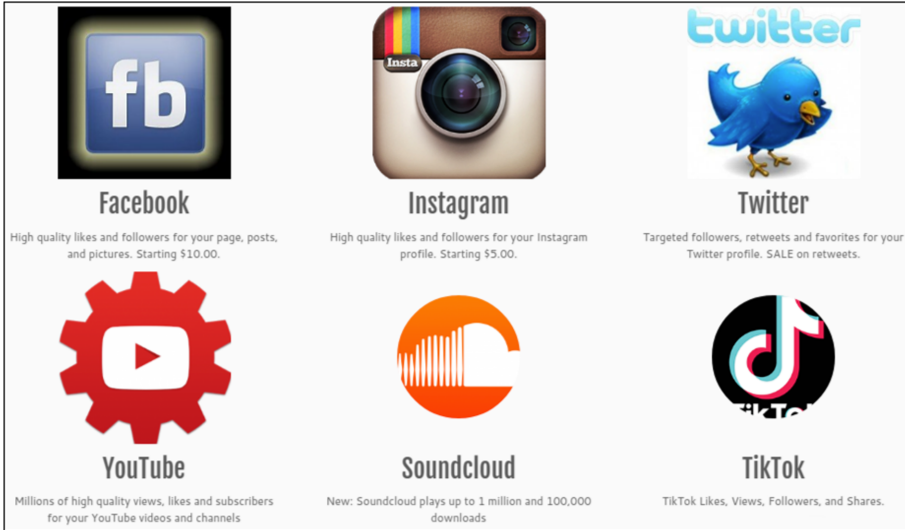 fb
Insta
twitter
Facebook
Instagram
Twitter
High quality likes and followers for your page, posts,
and pictures. Starting $10.00.
High quality likes and followers for your Instagram
profile. Starting $5.00.
Targeted followers, retweets and favorites for your
Twitter profile. SALE on retweets.
TikTok
YouTube
Soundcloud
TikTok
Millions of high quality views, likes and subscribers
for your YouTube videos and channels
New: Soundcloud plays up to 1 million and 100,000
downloads
TikTok Likes, Views, Followers, and Shares.